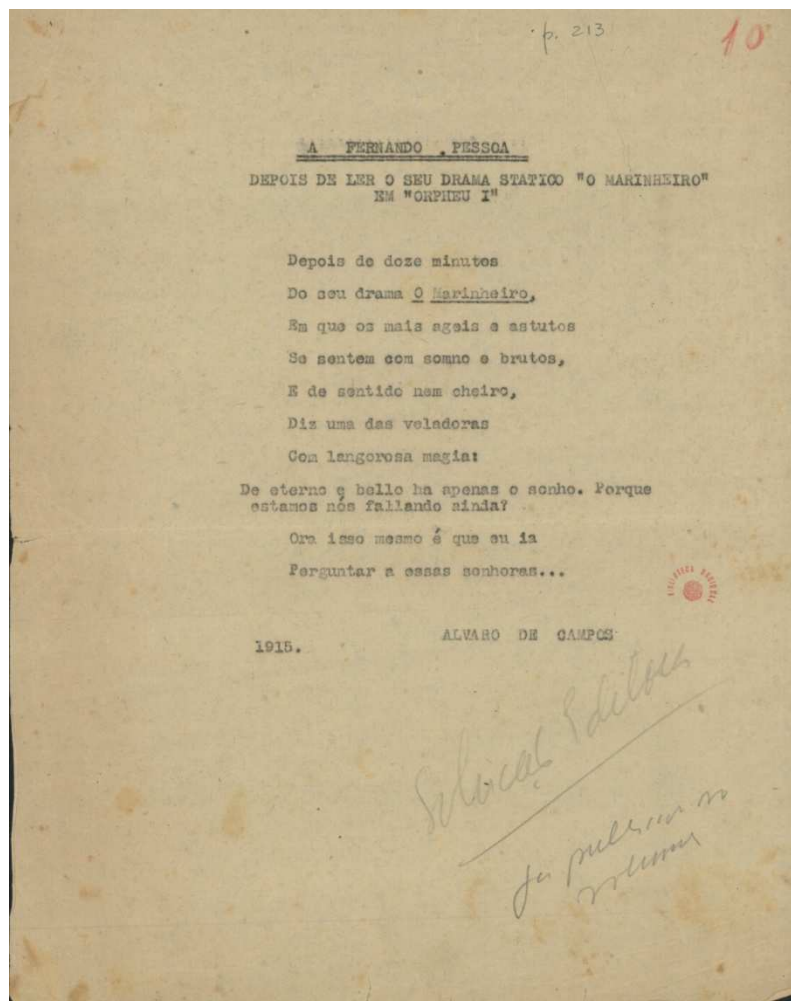 p. 213
10
A FERNANDO PESSOA
DEPOIS DE LER O SEU DRAMA STATICO "O MARINHEIRO"
EM "ORPHEU I"
Depois de doze minutos
Do seu drama O Marinheiro,
Em que os mais ageis e astutos
Se sentem com somno e brutos,
E de sentido nem cheiro,
Diz uma das veladoras
Com langorosa magia:
De eterno e bello ha apenas o sonho. Porque
estamos nós fallando ainda?
Ora isso mesmo é que eu ia
Perguntar a essas senhoras...
BIBLIOTECA NACIONAL
ALVARO DE CAMPOS
1915.